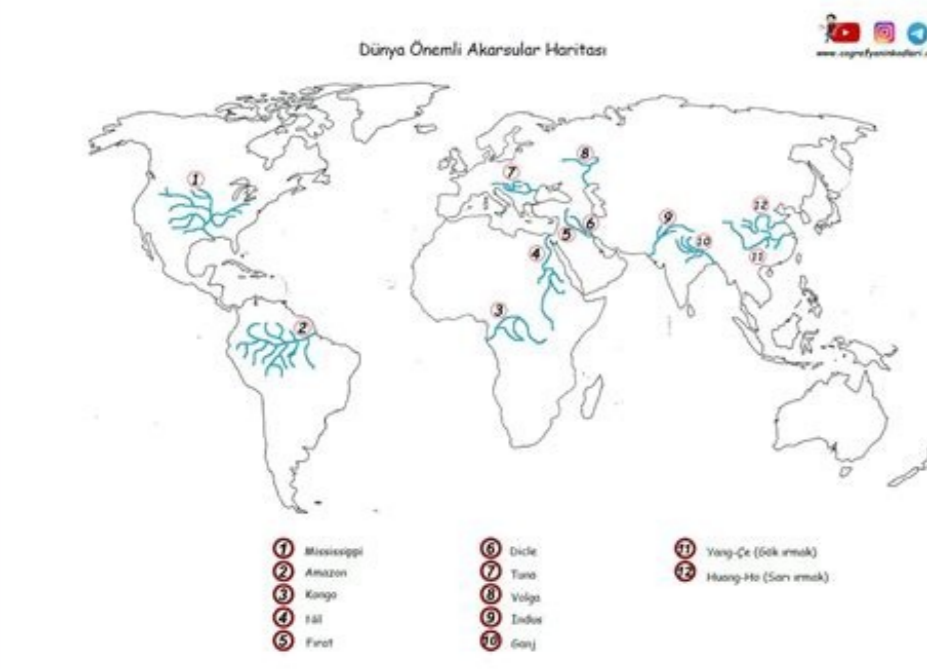 Dünya Önemli Akarsular Haritası
1
2
3
4
5
6
7
8
9
10
11
12
1 Mississippi
2 Amazon
3 Kongo
4 Nil
5 Fırat
6 Dicle
7 Tuna
8 Volga
9 İndus
10 Ganj
11 Yang-Çe (Gök ırmak)
12 Huang-Ho (Sarı ırmak)